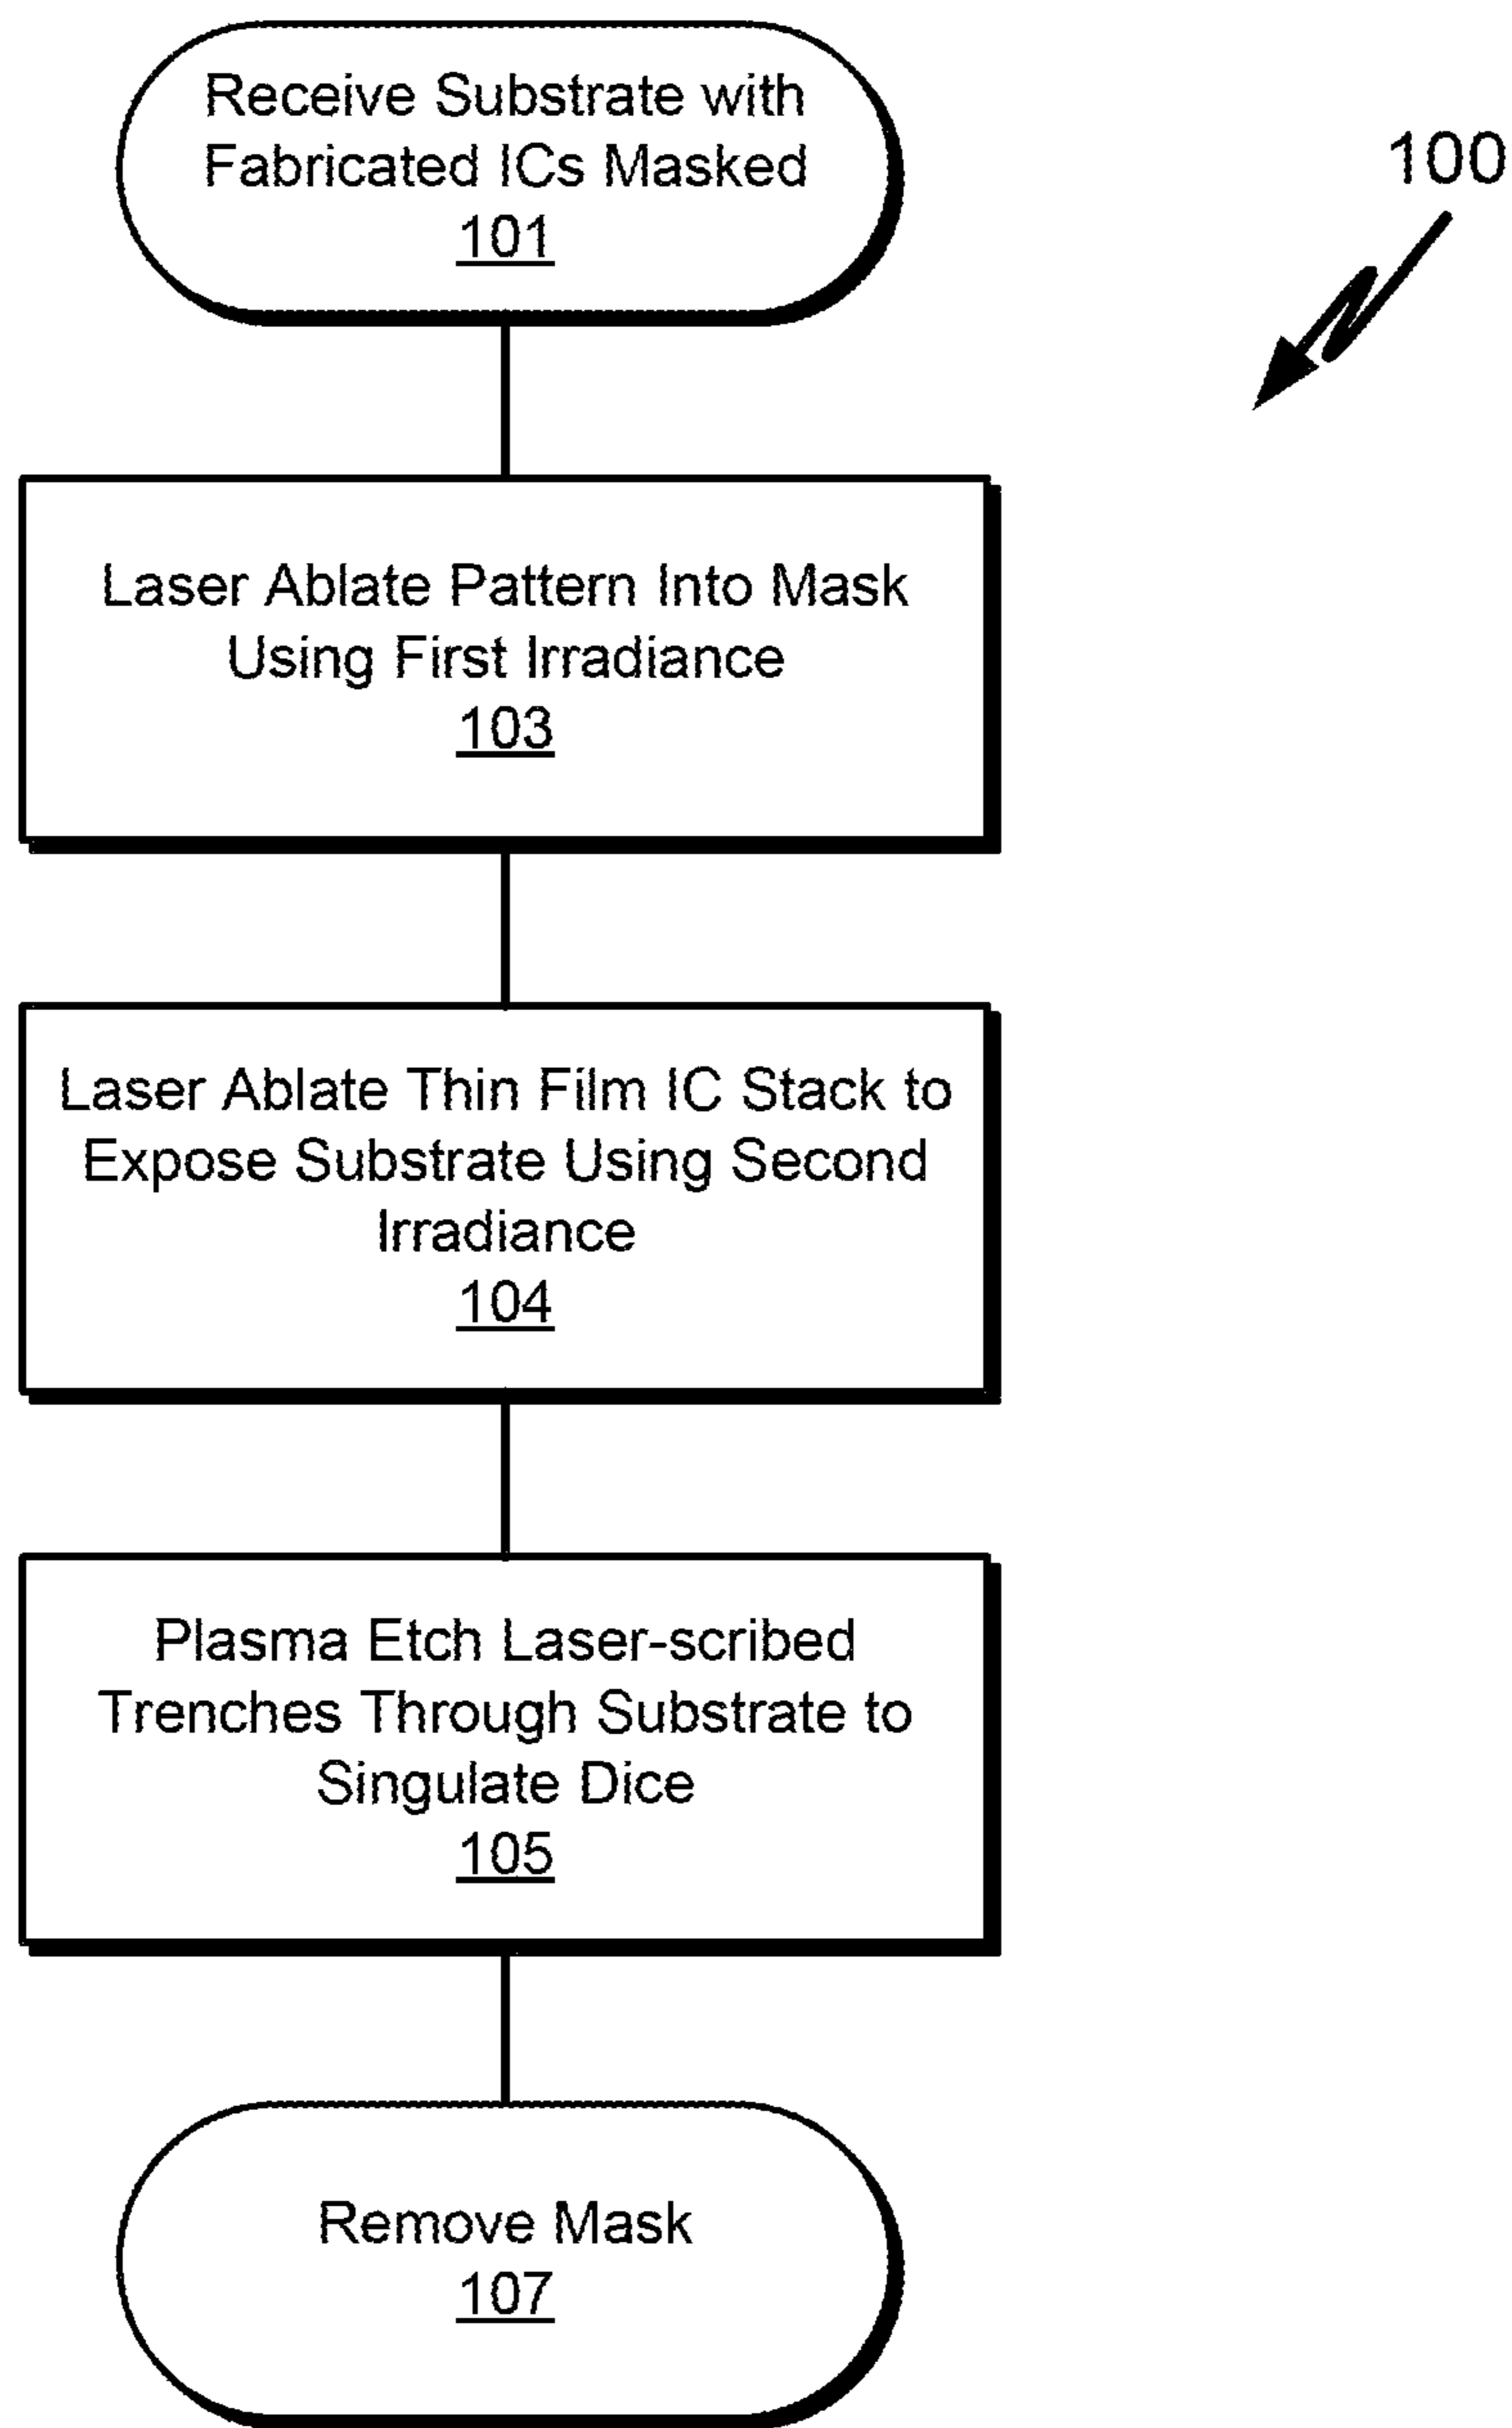 Receive Substrate with
Fabricated ICs Masked
101
100
Laser Ablate Pattern Into Mask
Using First Irradiance
103
Laser Ablate Thin Film IC Stack to
Expose Substrate Using Second
Irradiance
104
Plasma Etch Laser-scribed
Trenches Through Substrate to
Singulate Dice
105
Remove Mask
107